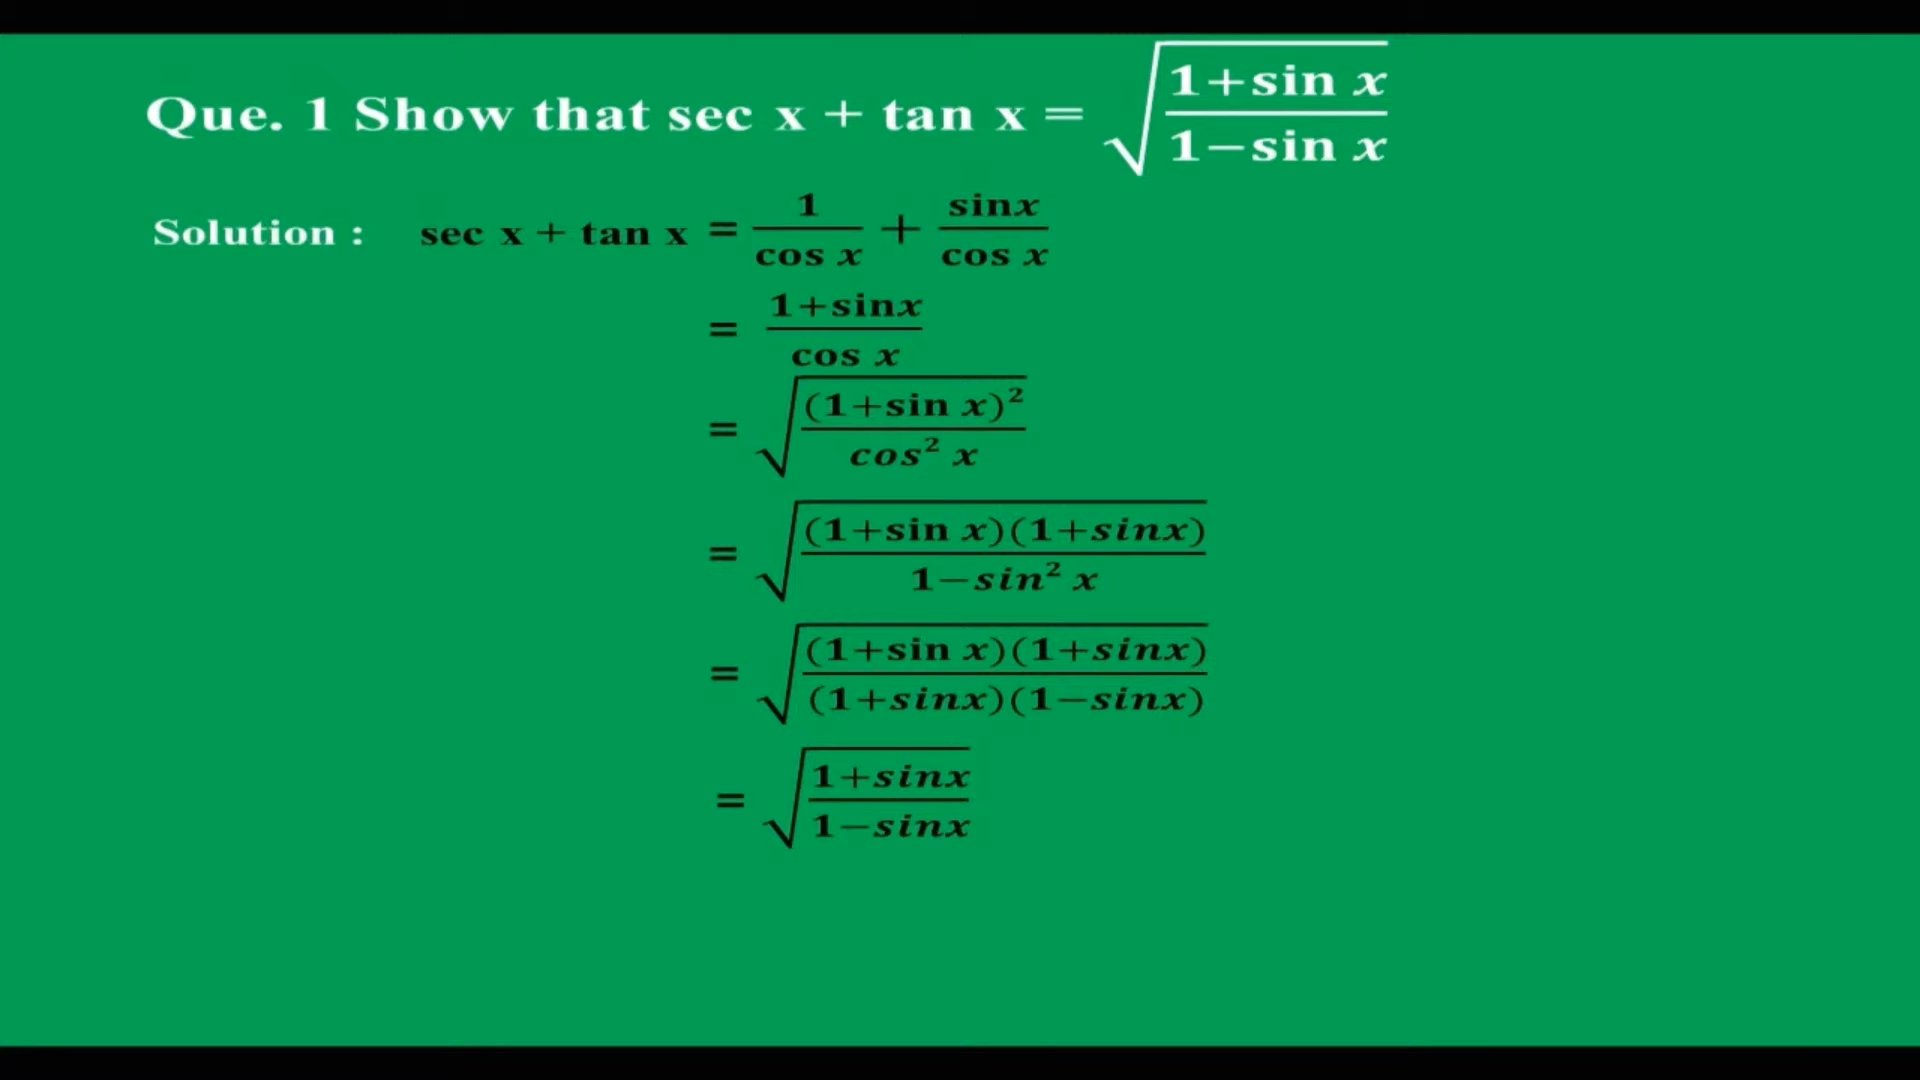 Que. 1 Show that sec x + tan x = √((1+sin x)/(1−sin x))
Solution : sec x + tan x = 1/(cos x) + sinx/(cos x)
= (1+sinx)/(cos x)
= √((1+sin x)²/(cos² x))
= √((1+sin x)(1+sinx)/(1−sin² x))
= √((1+sin x)(1+sinx)/((1+sinx)(1−sinx)))
= √((1+sinx)/(1−sinx))